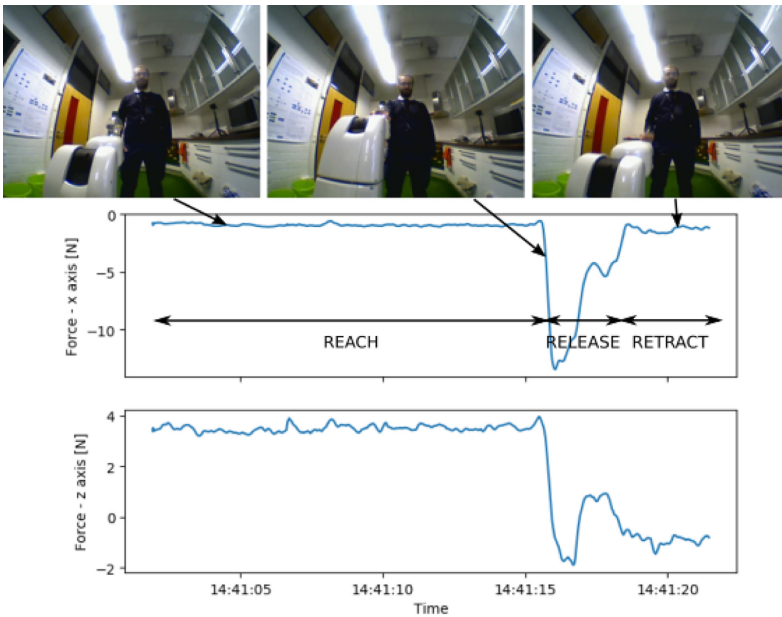 0
−5
−10
Force - x axis [N]
REACH
RELEASE
RETRACT
4
2
0
−2
Force - z axis [N]
14:41:05
14:41:10
14:41:15
14:41:20
Time